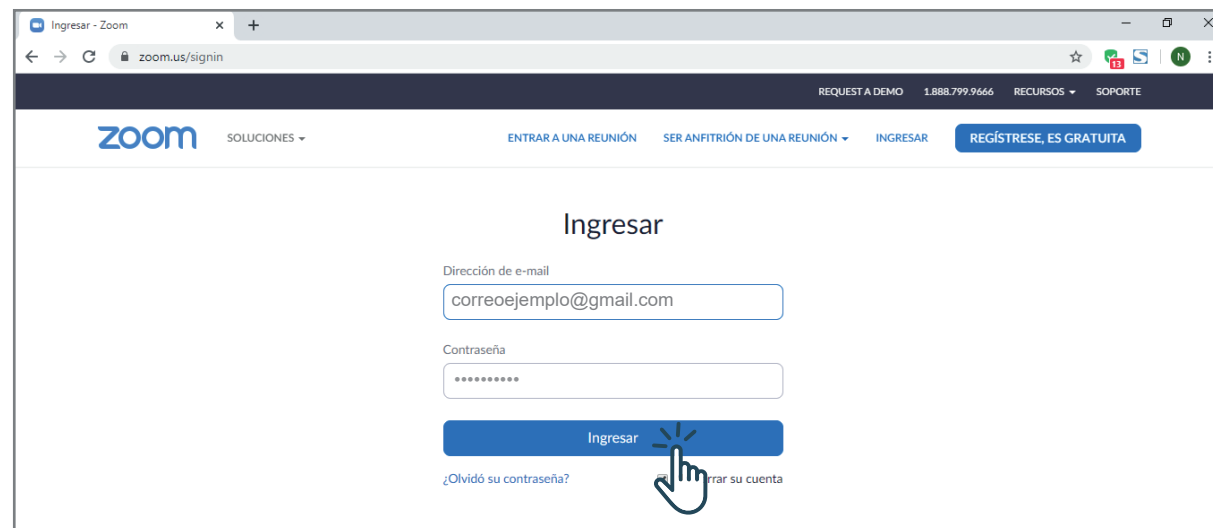 Ingresar - Zoom
zoom.us/signin
13
N
REQUEST A DEMO 1.888.799.9666 RECURSOS SOPORTE
zoom SOLUCIONES ENTRAR A UNA REUNIÓN SER ANFITRIÓN DE UNA REUNIÓN INGRESAR REGÍSTRESE, ES GRATUITA
Ingresar
Dirección de e-mail
correoejemplo@gmail.com
Contraseña
Ingresar
¿Olvidó su contraseña? su cuenta